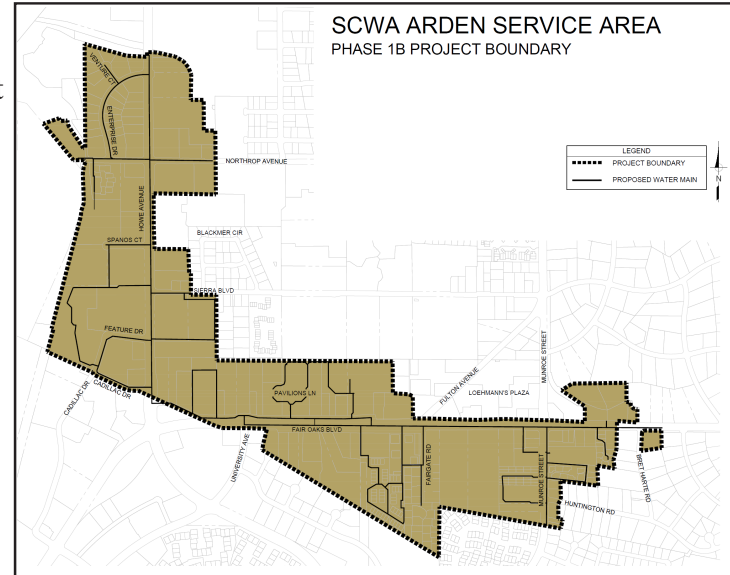 SCWA ARDEN SERVICE AREA
PHASE 1B PROJECT BOUNDARY
LEGEND
PROJECT BOUNDARY
PROPOSED WATER MAIN
N
VENTURE CT
ENTERPRISE DR
NORTHROP AVENUE
HOWE AVENUE
BLACKMER CIR
SPANOS CT
SIERRA BLVD
FEATURE DR
MUNROE STREET
FULTON AVENUE
LOEHMANN'S PLAZA
CADILLAC DR
CADILLAC DR
PAVILIONS LN
FAIR OAKS BLVD
UNIVERSITY AVE
FAIRGATE RD
MUNROE STREET
BRET HARTE RD
HUNTINGTON RD